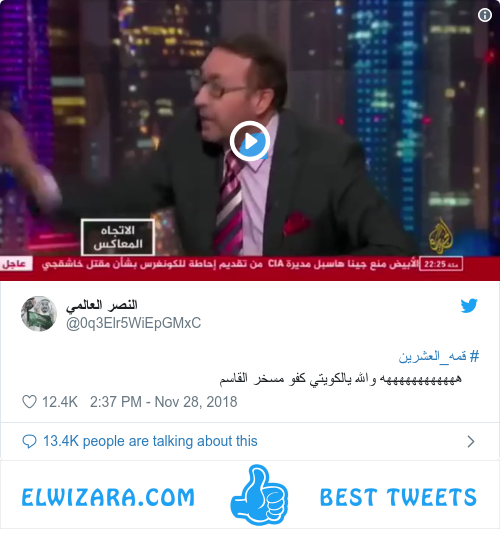 الاتجاه
المعاكس
عاجل
الأبيض منع جينا هاسبل مديرة CIA من تقديم إحاطة للكونغرس بشأن مقتل خاشقجي
22:25 مكة
النصر العالمي
@0q3Elr5WiEpGMxC
# قمه_العشرين
هههههههههههه والله يالكويتي كفو مسخر القاسم
12.4K 2:37 PM - Nov 28, 2018
13.4K people are talking about this
ELWIZARA.COM BEST TWEETS